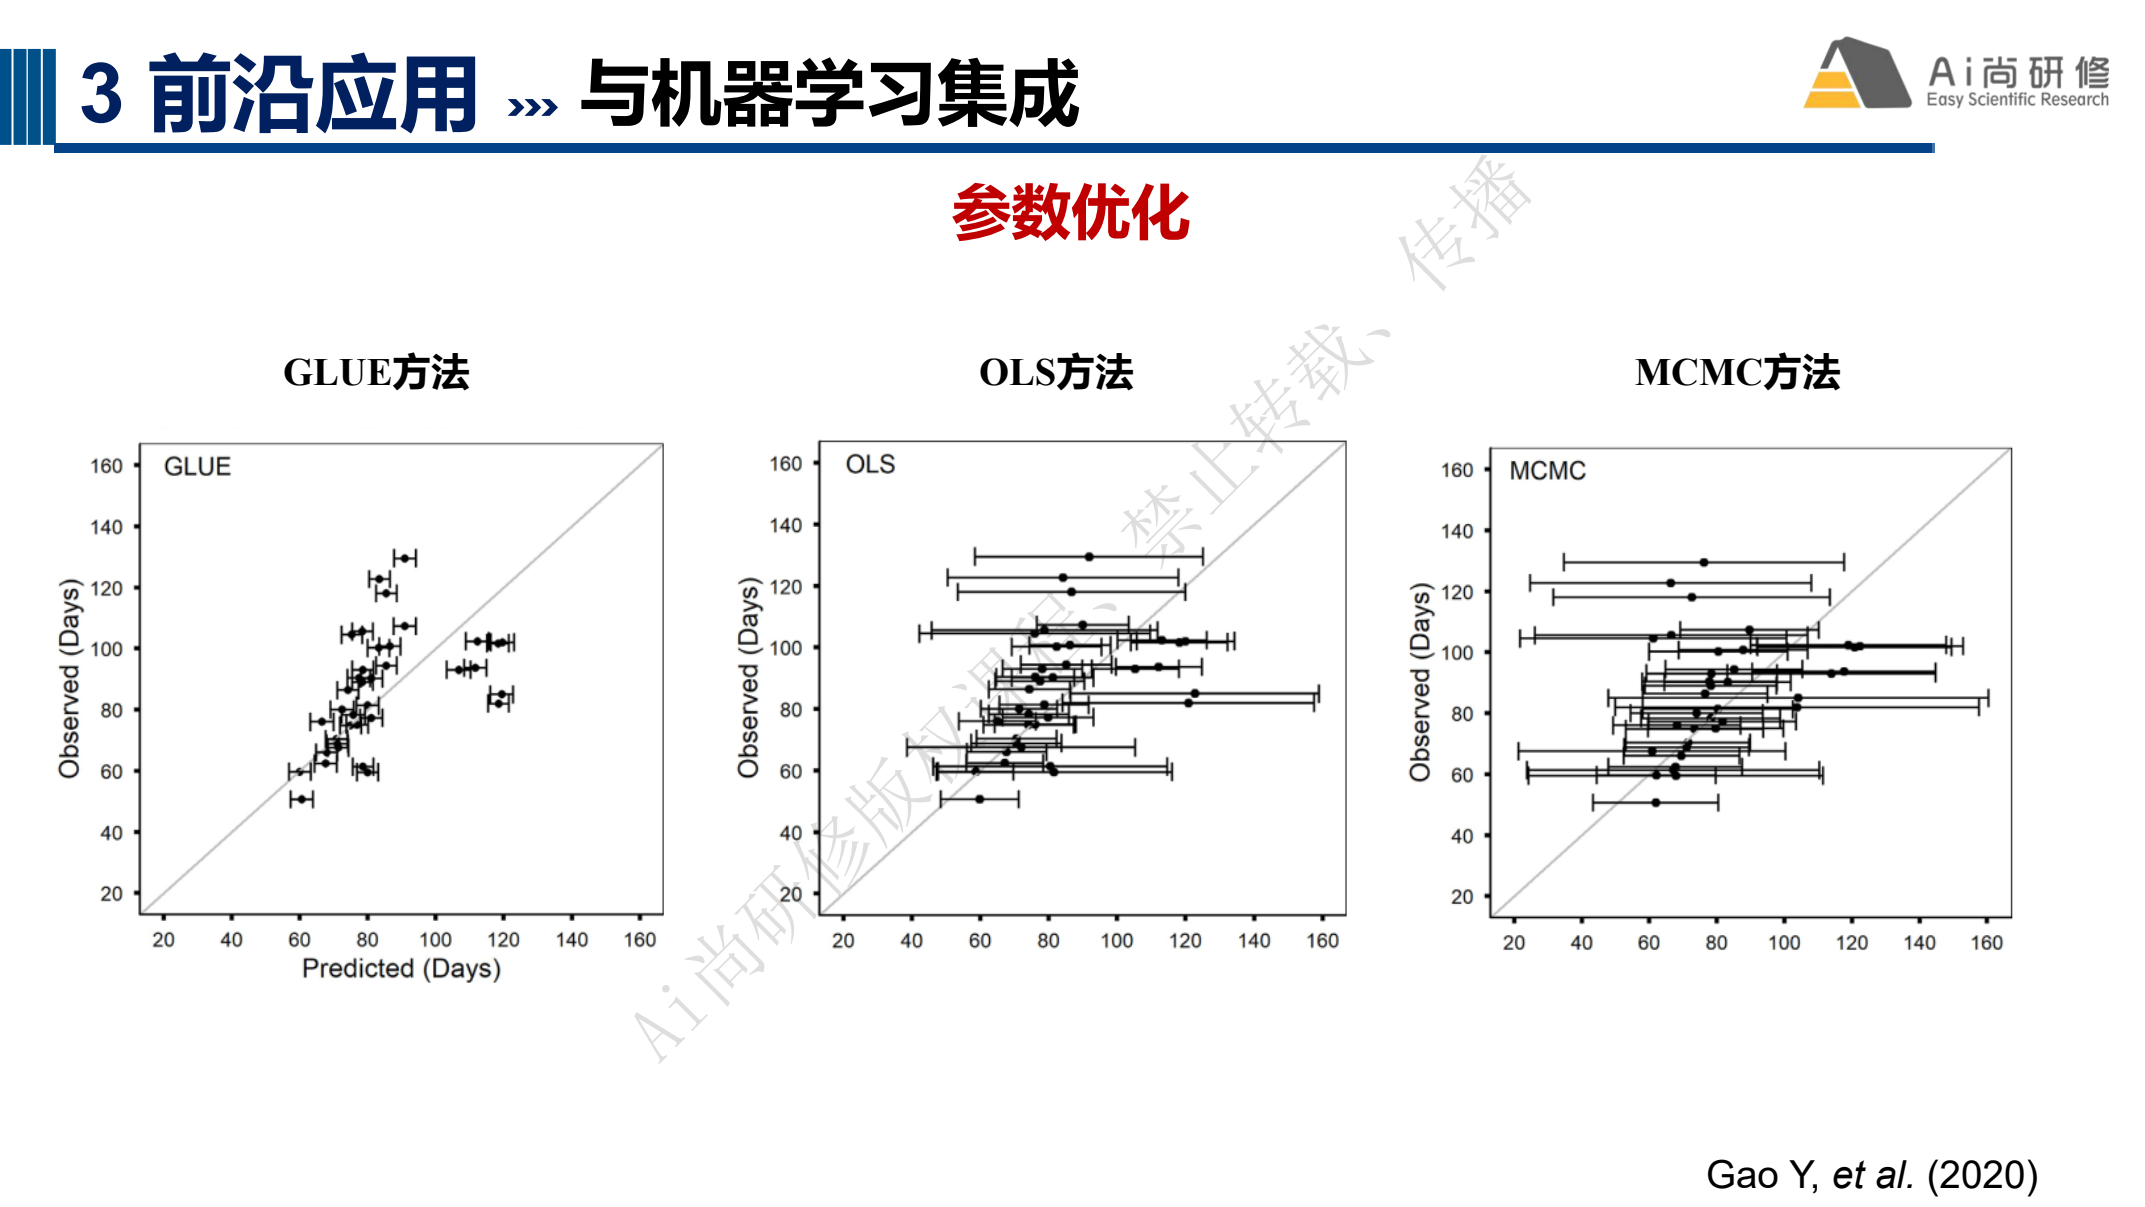 3 前沿应用 ››› 与机器学习集成
Ai尚研修
Easy Scientific Research
参数优化
GLUE方法
OLS方法
MCMC方法
GLUE
160
140
120
100
80
60
40
20
Observed (Days)
20 40 60 80 100 120 140 160
Predicted (Days)
OLS
160
140
120
100
80
60
40
20
Observed (Days)
20 40 60 80 100 120 140 160
MCMC
160
140
120
100
80
60
40
20
Observed (Days)
20 40 60 80 100 120 140 160
Ai尚研修版权课程、禁止转载、传播
Gao Y, et al. (2020)